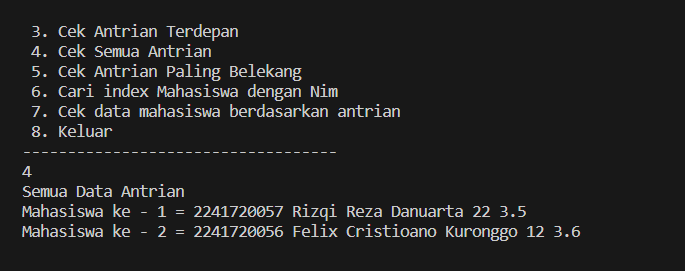 3. Cek Antrian Terdepan
4. Cek Semua Antrian
5. Cek Antrian Paling Belekang
6. Cari index Mahasiswa dengan Nim
7. Cek data mahasiswa berdasarkan antrian
8. Keluar
-----------------------------------
4
Semua Data Antrian
Mahasiswa ke - 1 = 2241720057 Rizqi Reza Danuarta 22 3.5
Mahasiswa ke - 2 = 2241720056 Felix Cristioano Kuronggo 12 3.6